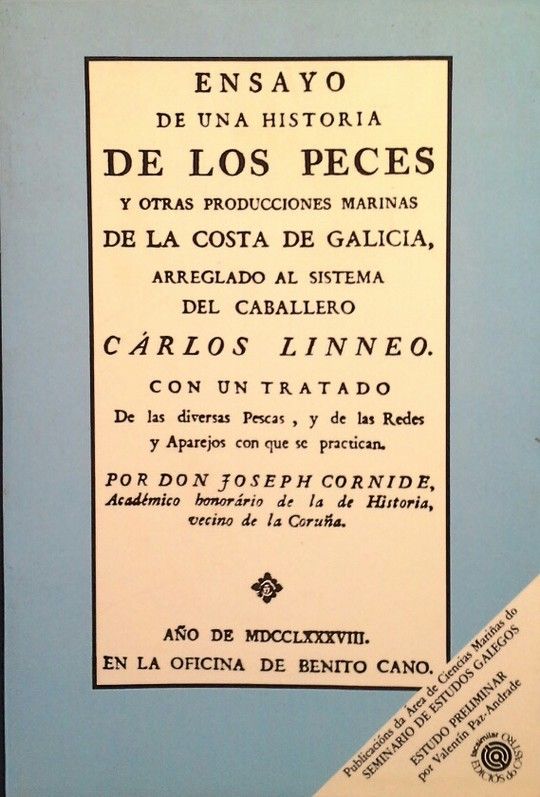 ENSAYO
DE UNA HISTORIA
DE LOS PECES
Y OTRAS PRODUCCIONES MARINAS
DE LA COSTA DE GALICIA,
ARREGLADO AL SISTEMA
DEL CABALLERO
CÁRLOS LINNEO.
CON UN TRATADO
De las diversas Pescas, y de las Redes
y Aparejos con que se practican.
POR DON JOSEPH CORNIDE,
Académico honorário de la de Historia,
vecino de la Coruña.
AÑO DE MDCCLXXXVIII.
EN LA OFICINA DE BENITO CANO.
Publicacións da Área de Ciencias Mariñas do
SEMINARIO DE ESTUDOS GALEGOS
ESTUDO PRELIMINAR
por Valentín Paz-Andrade
facsimilar
EDICIÓS do CASTRO